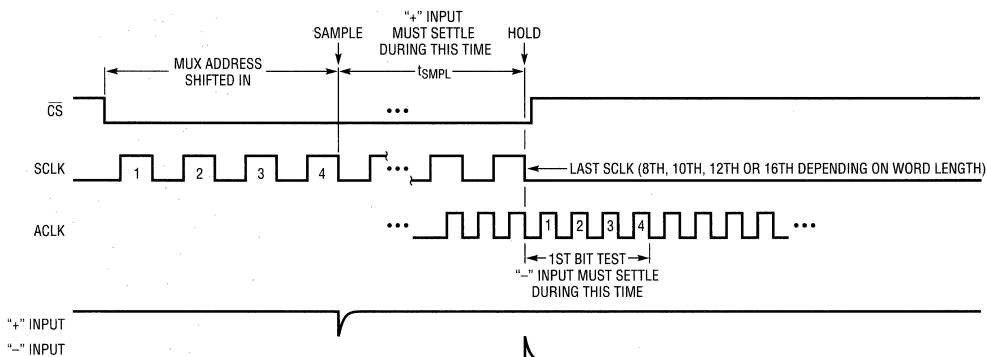 SAMPLE
"+" INPUT
MUST SETTLE
DURING THIS TIME
HOLD
MUX ADDRESS
SHIFTED IN
tSMPL
CS
•••
SCLK
1 2 3 4
•••
LAST SCLK (8TH, 10TH, 12TH OR 16TH DEPENDING ON WORD LENGTH)
ACLK
•••
1 2 3 4
•••
1ST BIT TEST
"–" INPUT MUST SETTLE
DURING THIS TIME
"+" INPUT
"–" INPUT